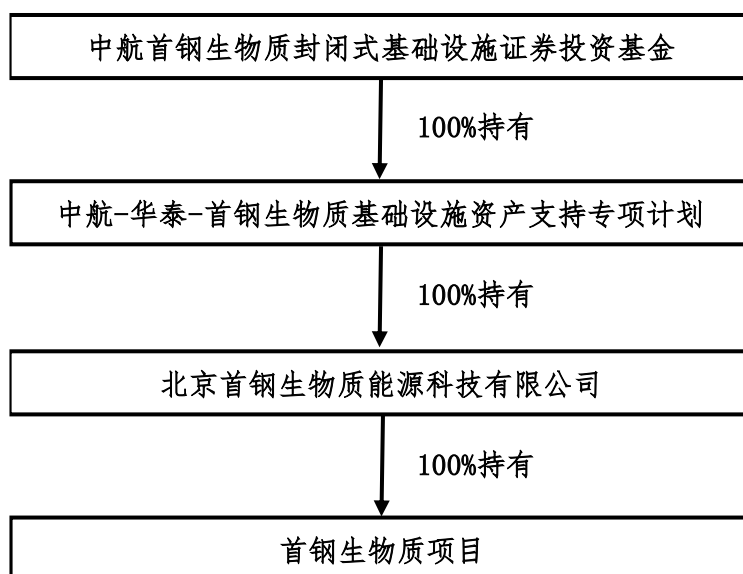 中航首钢生物质封闭式基础设施证券投资基金
100%持有
中航-华泰-首钢生物质基础设施资产支持专项计划
100%持有
北京首钢生物质能源科技有限公司
100%持有
首钢生物质项目